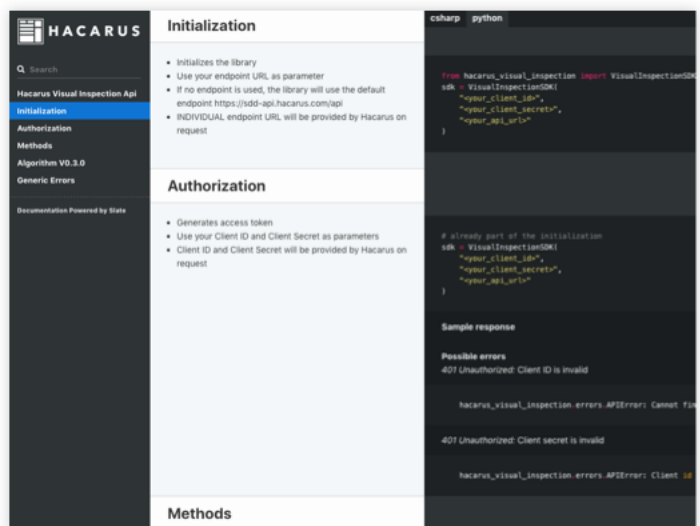 HACARUS
Search
Hacarus Visual Inspection Api
Initialization
Authorization
Methods
Algorithm V0.3.0
Generic Errors
Documentation Powered by Slate
Initialization
• Initializes the library
• Use your endpoint URL as parameter
• If no endpoint is used, the library will use the default
endpoint https://sdd-api.hacarus.com/api
• INDIVIDUAL endpoint URL will be provided by Hacarus on
request
Authorization
• Generates access token
• Use your Client ID and Client Secret as parameters
• Client ID and Client Secret will be provided by Hacarus on
request
Methods
csharp python
from hacarus_visual_inspection import VisualInspectionSDK
sdk = VisualInspectionSDK(
"<your_client_id>",
"<your_client_secret>",
"<your_api_url>"
)
# already part of the initialization
sdk = VisualInspectionSDK(
"<your_client_id>",
"<your_client_secret>",
"<your_api_url>"
)
Sample response
Possible errors
401 Unauthorized: Client ID is invalid
hacarus_visual_inspection.errors.APIError: Cannot fin
401 Unauthorized: Client secret is invalid
hacarus_visual_inspection.errors.APIError: Client id